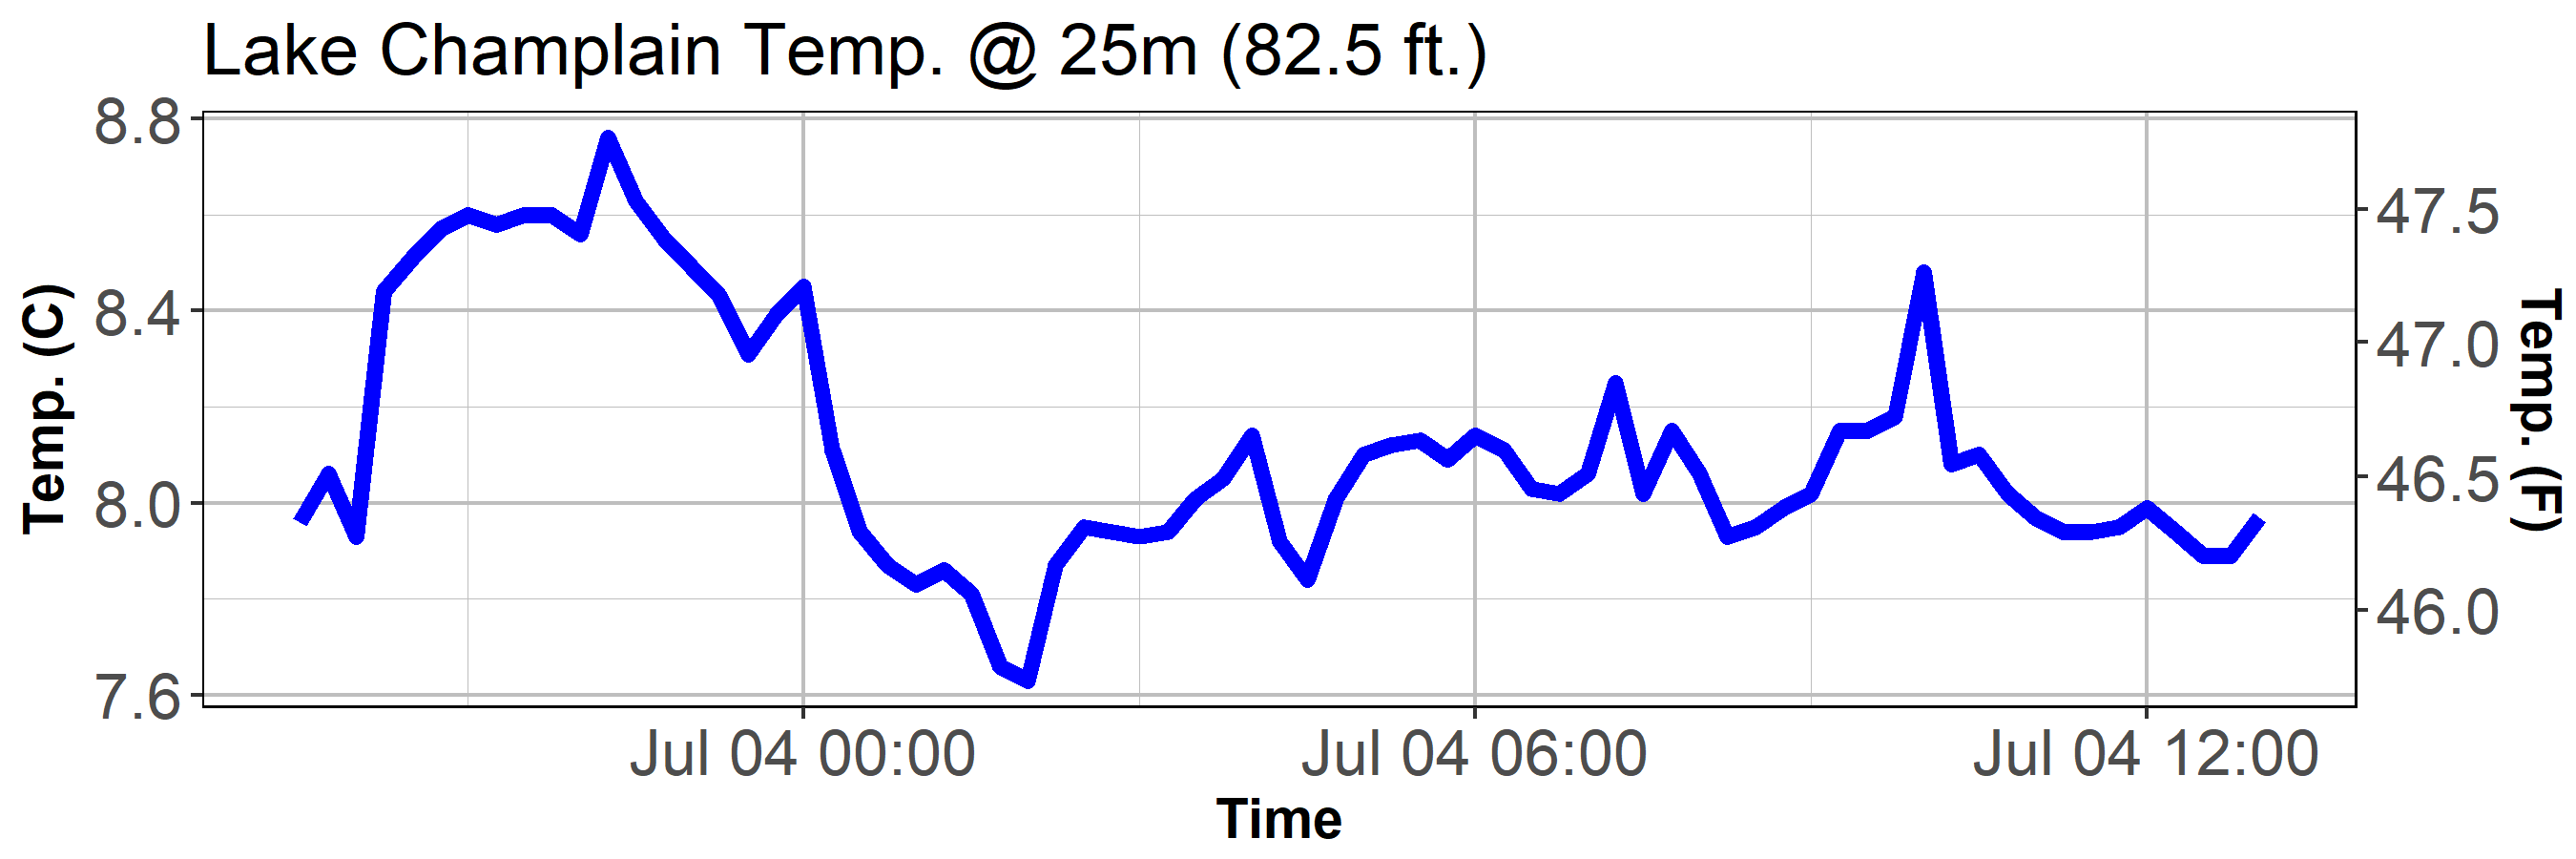 Lake Champlain Temp. @ 25m (82.5 ft.)
Temp. (C)
8.8
8.4
8.0
7.6
47.5
47.0
46.5
46.0
Temp. (F)
Jul 04 00:00
Jul 04 06:00
Jul 04 12:00
Time